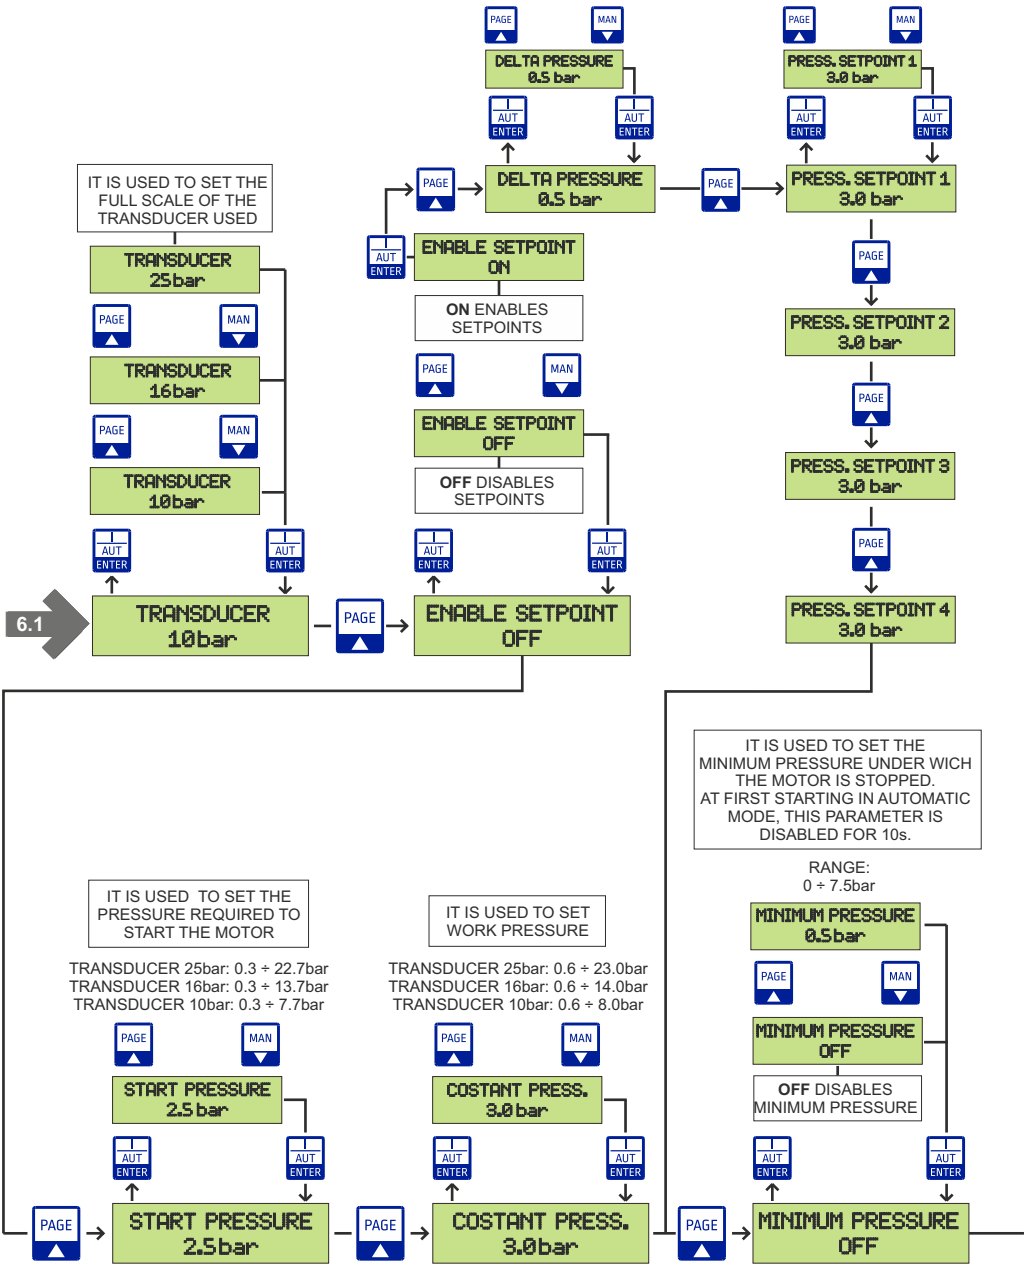 PAGE
MAN
DELTA PRESSURE
0.5 bar
AUT
ENTER
AUT
ENTER
PAGE
DELTA PRESSURE
0.5 bar
PAGE
PAGE
MAN
PRESS. SETPOINT 1
3.0 bar
AUT
ENTER
AUT
ENTER
PRESS. SETPOINT 1
3.0 bar
PAGE
PRESS. SETPOINT 2
3.0 bar
PAGE
PRESS. SETPOINT 3
3.0 bar
PAGE
PRESS. SETPOINT 4
3.0 bar
IT IS USED TO SET THE
FULL SCALE OF THE
TRANSDUCER USED
TRANSDUCER
25bar
PAGE
MAN
TRANSDUCER
16bar
PAGE
MAN
TRANSDUCER
10bar
AUT
ENTER
AUT
ENTER
6.1
TRANSDUCER
10bar
PAGE
AUT
ENTER
ENABLE SETPOINT
ON
ON ENABLES
SETPOINTS
PAGE
MAN
ENABLE SETPOINT
OFF
OFF DISABLES
SETPOINTS
AUT
ENTER
AUT
ENTER
ENABLE SETPOINT
OFF
IT IS USED TO SET THE
PRESSURE REQUIRED TO
START THE MOTOR
TRANSDUCER 25bar: 0.3 ÷ 22.7bar
TRANSDUCER 16bar: 0.3 ÷ 13.7bar
TRANSDUCER 10bar: 0.3 ÷ 7.7bar
PAGE
MAN
START PRESSURE
2.5 bar
AUT
ENTER
AUT
ENTER
PAGE
START PRESSURE
2.5bar
PAGE
IT IS USED TO SET
WORK PRESSURE
TRANSDUCER 25bar: 0.6 ÷ 23.0bar
TRANSDUCER 16bar: 0.6 ÷ 14.0bar
TRANSDUCER 10bar: 0.6 ÷ 8.0bar
PAGE
MAN
COSTANT PRESS.
3.0 bar
AUT
ENTER
AUT
ENTER
COSTANT PRESS.
3.0bar
PAGE
IT IS USED TO SET THE
MINIMUM PRESSURE UNDER WICH
THE MOTOR IS STOPPED.
AT FIRST STARTING IN AUTOMATIC
MODE, THIS PARAMETER IS
DISABLED FOR 10s.
RANGE:
0 ÷ 7.5bar
MINIMUM PRESSURE
0.5bar
PAGE
MAN
MINIMUM PRESSURE
OFF
OFF DISABLES
MINIMUM PRESSURE
AUT
ENTER
AUT
ENTER
MINIMUM PRESSURE
OFF